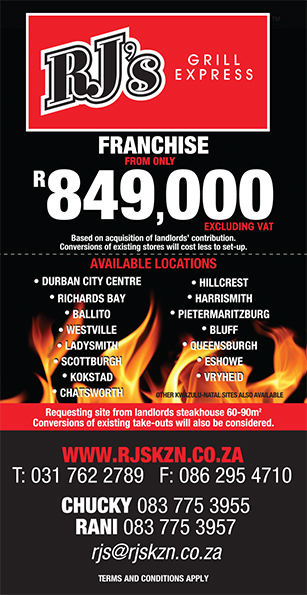 RJ's
GRILL
EXPRESS
TM
FRANCHISE
FROM ONLY
R849,000
EXCLUDING VAT
Based on acquisition of landlords' contribution.
Conversions of existing stores will cost less to set-up.
AVAILABLE LOCATIONS
• DURBAN CITY CENTRE
• RICHARDS BAY
• BALLITO
• WESTVILLE
• LADYSMITH
• SCOTTBURGH
• KOKSTAD
• CHATSWORTH
• HILLCREST
• HARRISMITH
• PIETERMARITZBURG
• BLUFF
• QUEENSBURGH
• ESHOWE
• VRYHEID
OTHER KWAZULU-NATAL SITES ALSO AVAILABLE
Requesting site from landlords steakhouse 60-90m²
Conversions of existing take-outs will also be considered.
WWW.RJSKZN.CO.ZA
T: 031 762 2789 F: 086 295 4710
CHUCKY 083 775 3955
RANI 083 775 3957
rjs@rjskzn.co.za
TERMS AND CONDITIONS APPLY